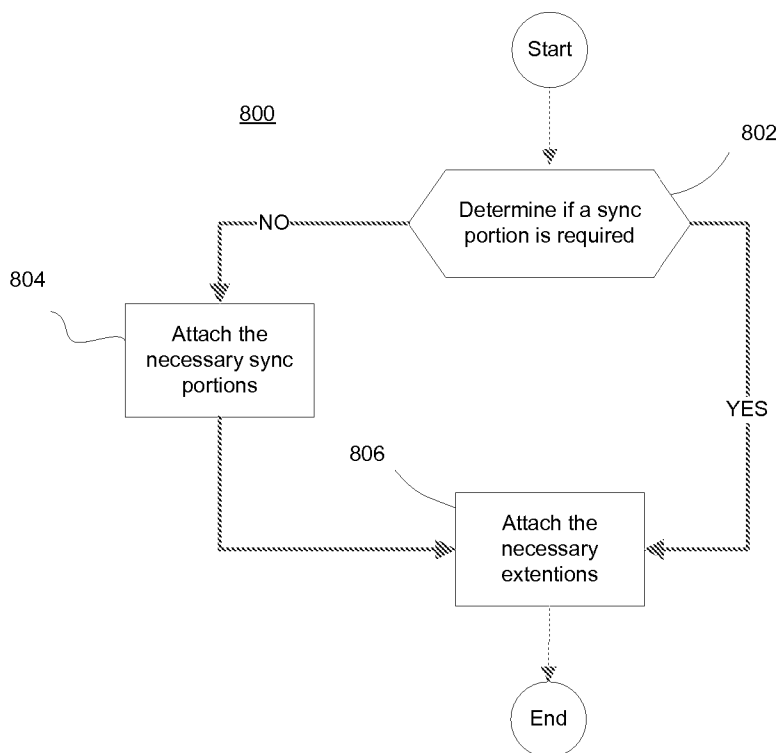 Start
800
802
Determine if a sync
portion is required
NO
804
Attach the
necessary sync
portions
YES
806
Attach the
necessary
extentions
End